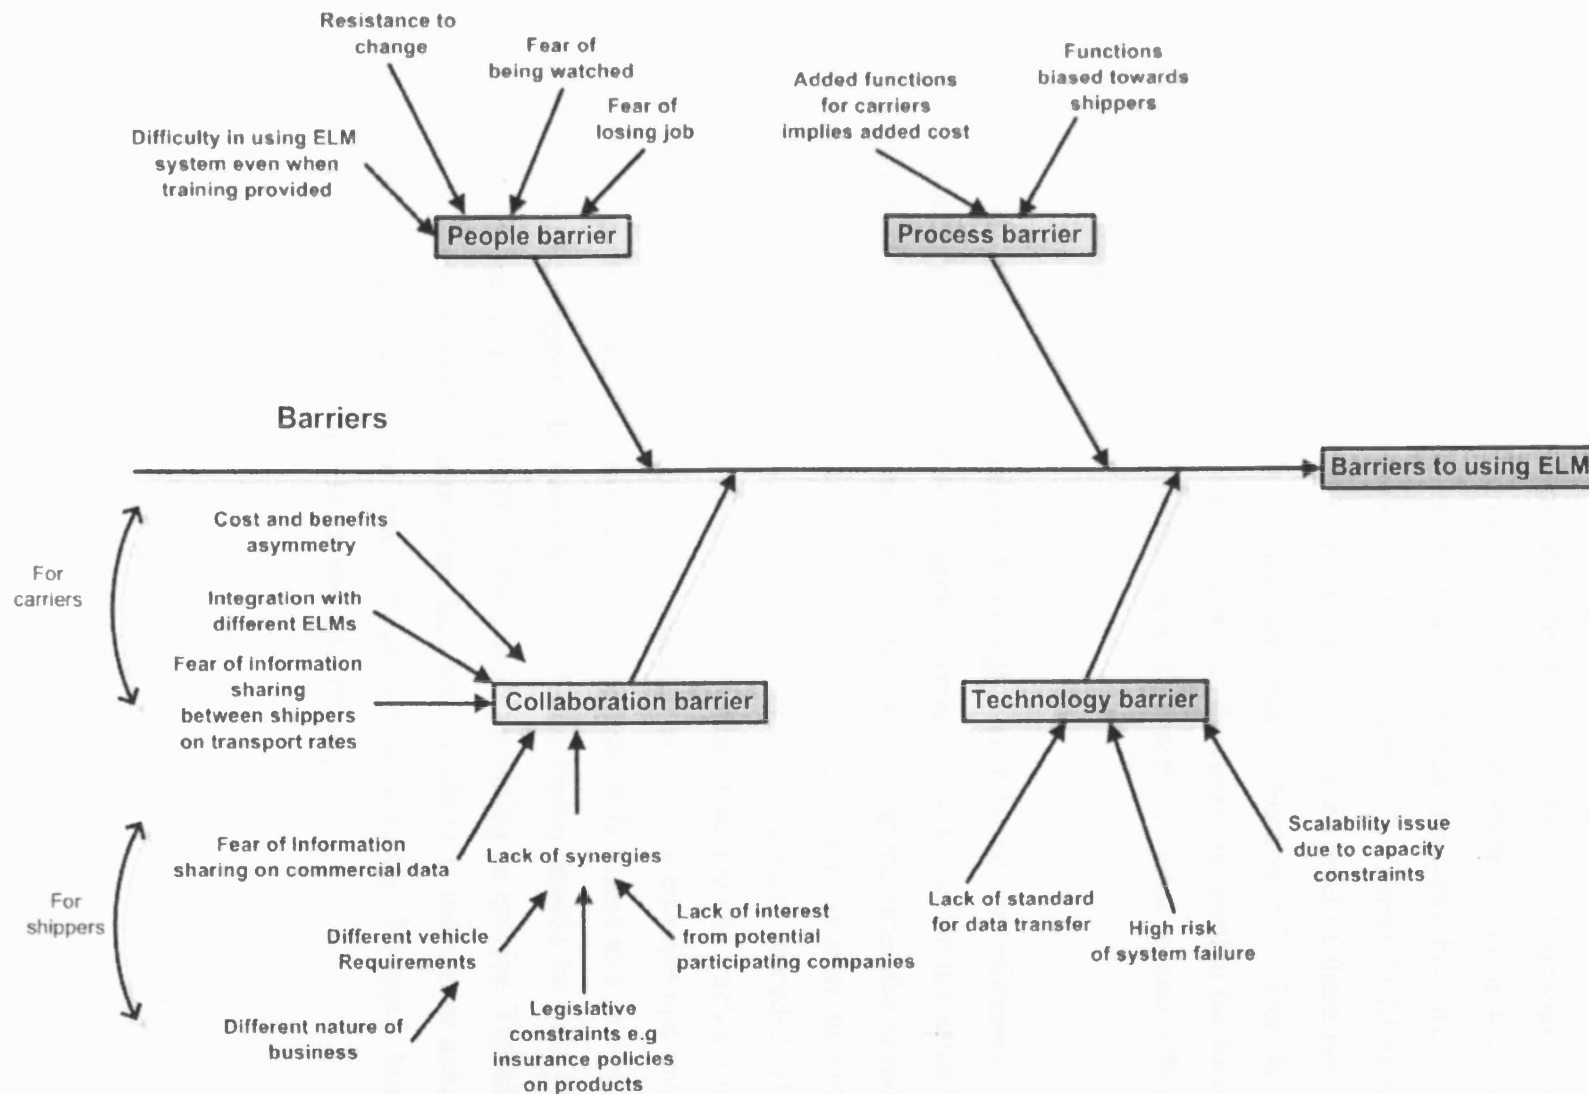 Resistance to
change
Fear of
being watched
Fear of
losing job
Difficulty in using ELM
system even when
training provided
People barrier
Added functions
for carriers
implies added cost
Functions
biased towards
shippers
Process barrier
Barriers
Barriers to using ELM
For
carriers
Cost and benefits
asymmetry
Integration with
different ELMs
Fear of information
sharing
between shippers
on transport rates
Collaboration barrier
Technology barrier
For
shippers
Fear of Information
sharing on commercial data
Lack of synergies
Different vehicle
Requirements
Different nature of
business
Legislative
constraints e.g
insurance policies
on products
Lack of interest
from potential
participating companies
Lack of standard
for data transfer
High risk
of system failure
Scalability issue
due to capacity
constraints